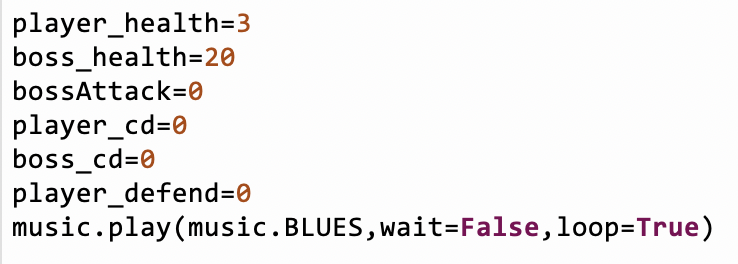 player_health=3
boss_health=20
bossAttack=0
player_cd=0
boss_cd=0
player_defend=0
music.play(music.BLUES,wait=False,loop=True)